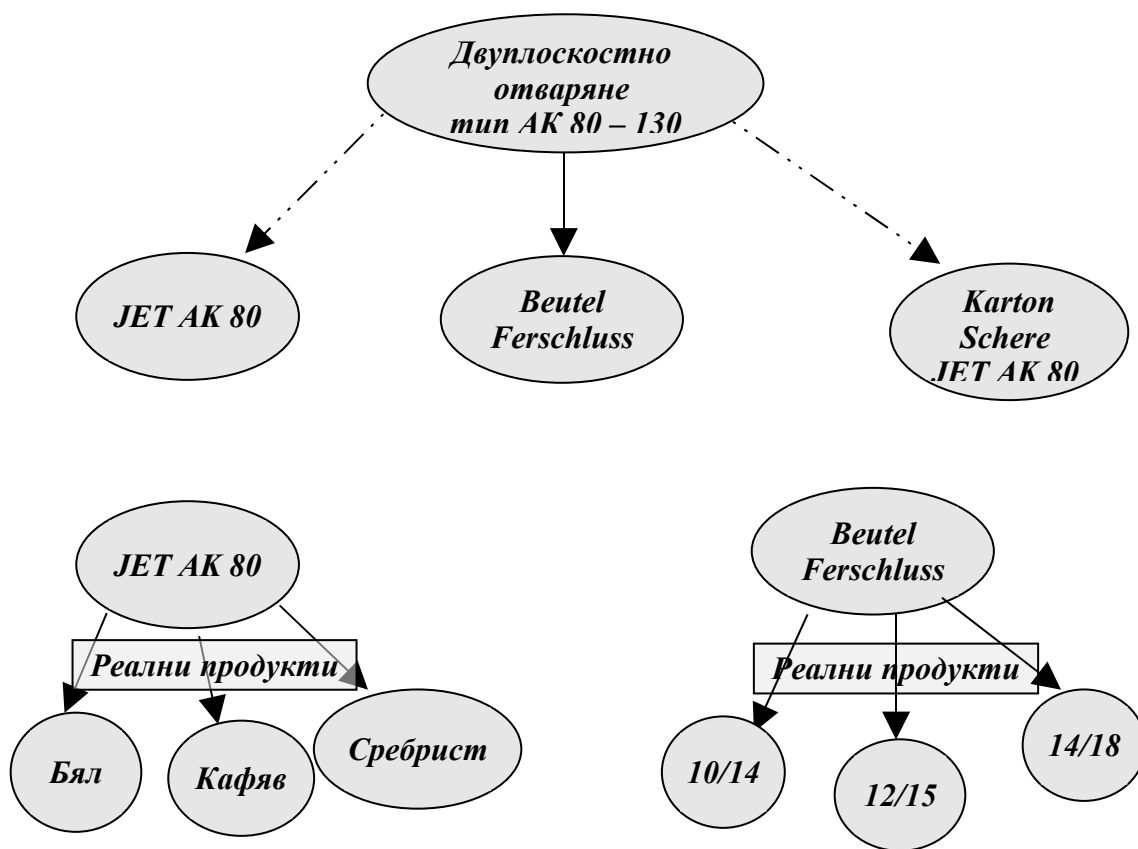 Двуплоскостно
отваряне
тип АК 80 – 130
JET AK 80
Beutel
Ferschluss
Karton
Schere
JET AK 80
JET AK 80
Реални продукти
Бял
Кафяв
Сребрист
Beutel
Ferschluss
Реални продукти
10/14
12/15
14/18